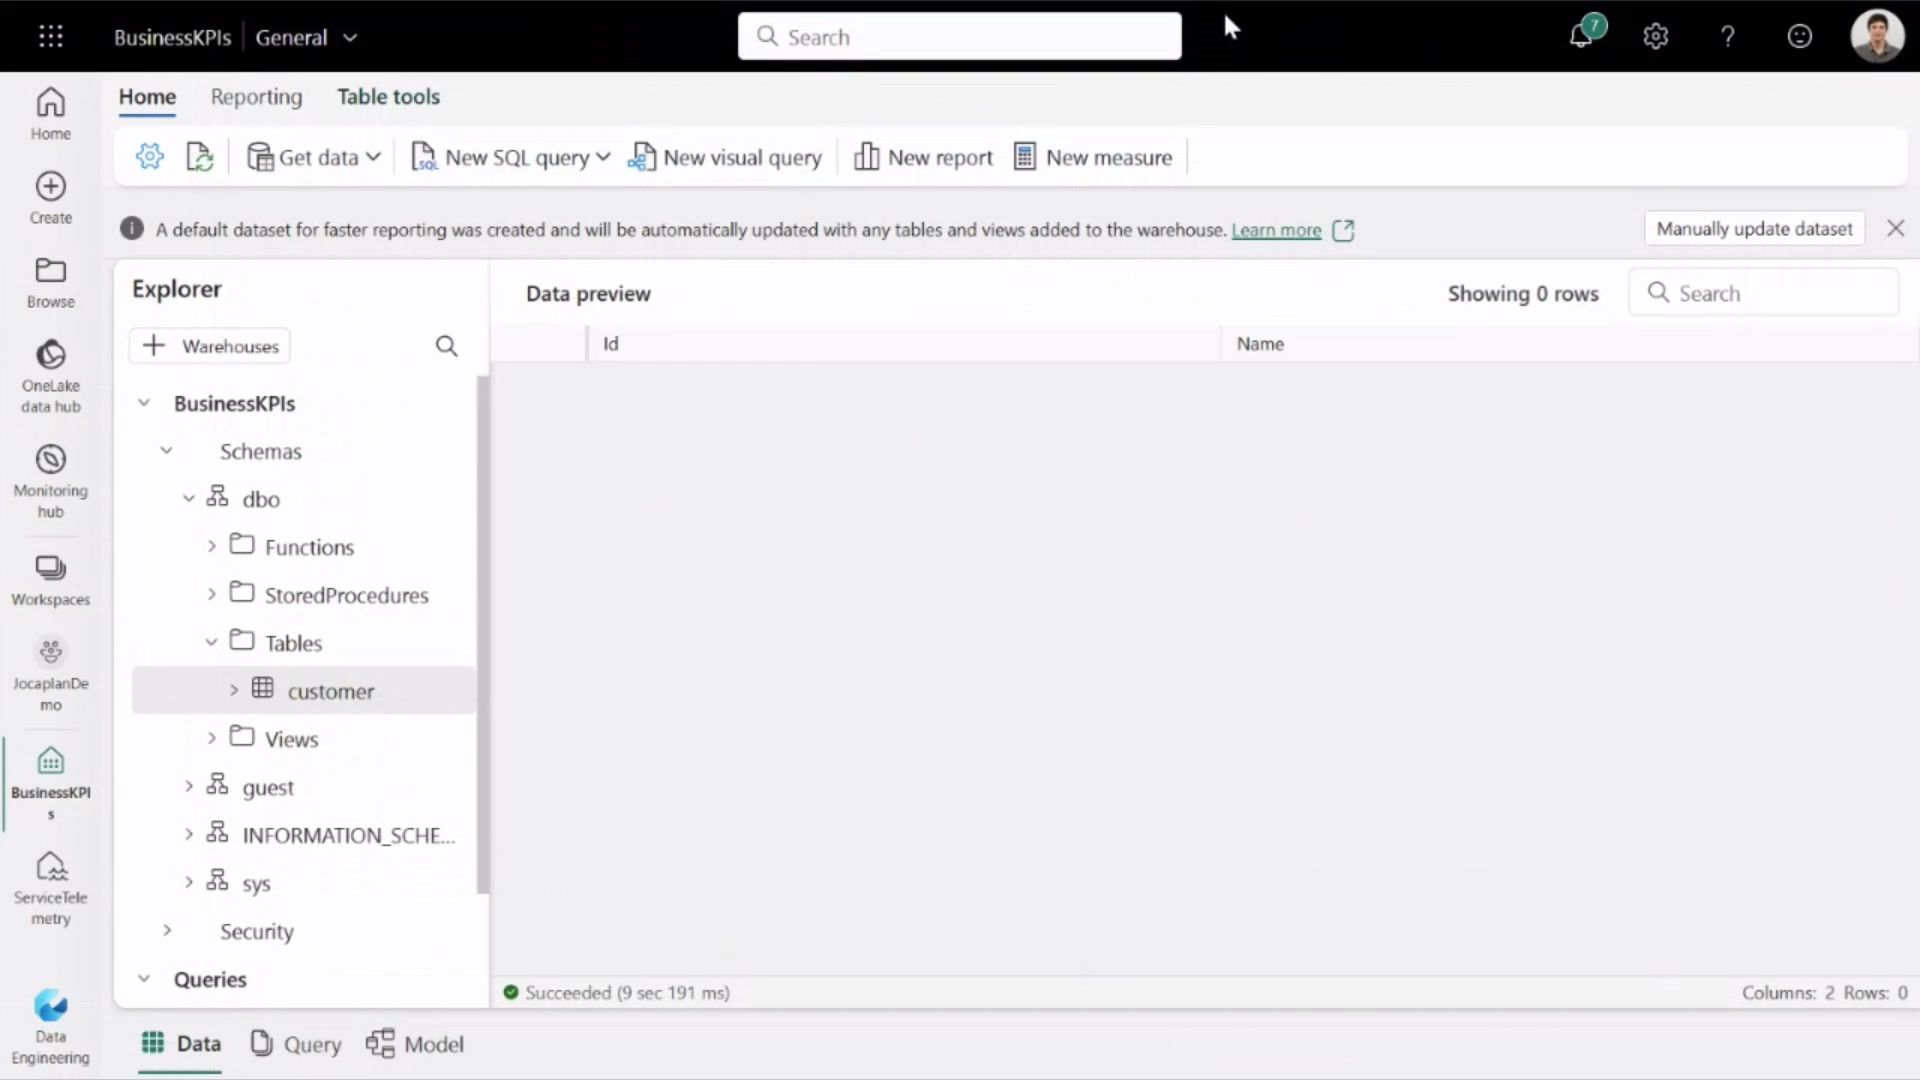 BusinessKPIs General
Search
7
Home
Create
Browse
OneLake
data hub
Monitoring
hub
Workspaces
JocaplanDe
mo
BusinessKPI
s
ServiceTele
metry
Data
Engineering
Home Reporting Table tools
Get data New SQL query New visual query New report New measure
A default dataset for faster reporting was created and will be automatically updated with any tables and views added to the warehouse. Learn more
Manually update dataset
Explorer
Warehouses
BusinessKPIs
Schemas
dbo
Functions
StoredProcedures
Tables
customer
Views
guest
INFORMATION_SCHE...
sys
Security
Queries
Data preview
Showing 0 rows
Search
Id Name
Succeeded (9 sec 191 ms)
Columns: 2 Rows: 0
Data Query Model